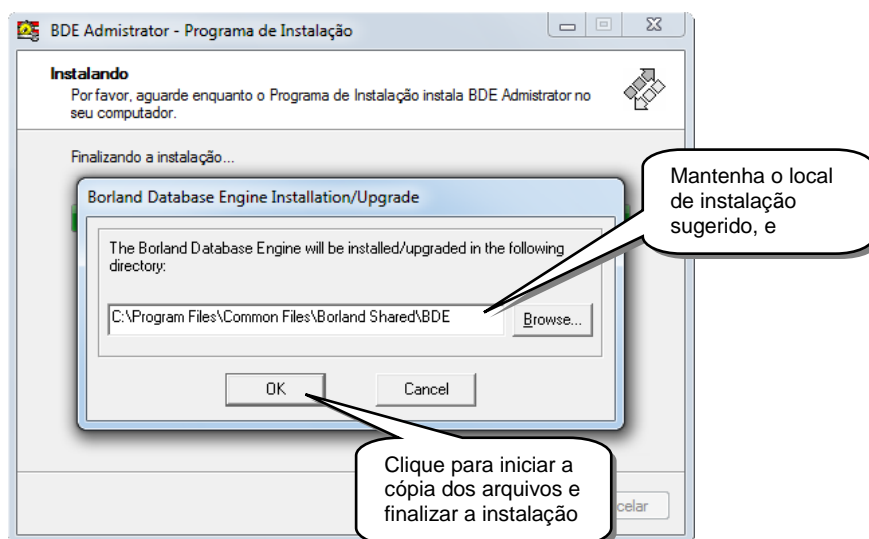 BDE Admistrator - Programa de Instalação
Instalando
Por favor, aguarde enquanto o Programa de Instalação instala BDE Admistrator no
seu computador.
Finalizando a instalação...
Borland Database Engine Installation/Upgrade
The Borland Database Engine will be installed/upgraded in the following
directory:
C:\Program Files\Common Files\Borland Shared\BDE
Browse...
OK
Cancel
Mantenha o local
de instalação
sugerido, e
Clique para iniciar a
cópia dos arquivos e
finalizar a instalação
celar